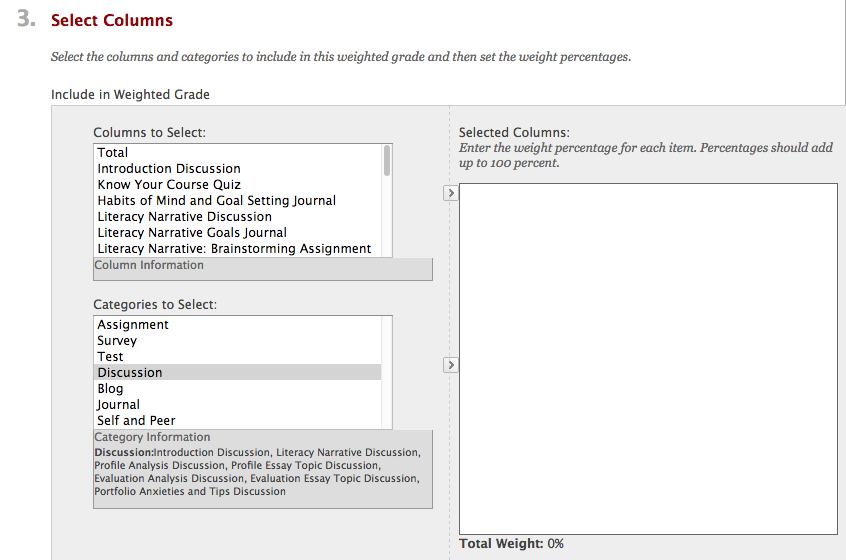 3. Select Columns
Select the columns and categories to include in this weighted grade and then set the weight percentages.
Include in Weighted Grade
Columns to Select:
Total
Introduction Discussion
Know Your Course Quiz
Habits of Mind and Goal Setting Journal
Literacy Narrative Discussion
Literacy Narrative Goals Journal
Literacy Narrative: Brainstorming Assignment
Column Information
Categories to Select:
Assignment
Survey
Test
Discussion
Blog
Journal
Self and Peer
Category Information
Discussion:Introduction Discussion, Literacy Narrative Discussion,
Profile Analysis Discussion, Profile Essay Topic Discussion,
Evaluation Analysis Discussion, Evaluation Essay Topic Discussion,
Portfolio Anxieties and Tips Discussion
>
>
Selected Columns:
Enter the weight percentage for each item. Percentages should add
up to 100 percent.
Total Weight: 0%